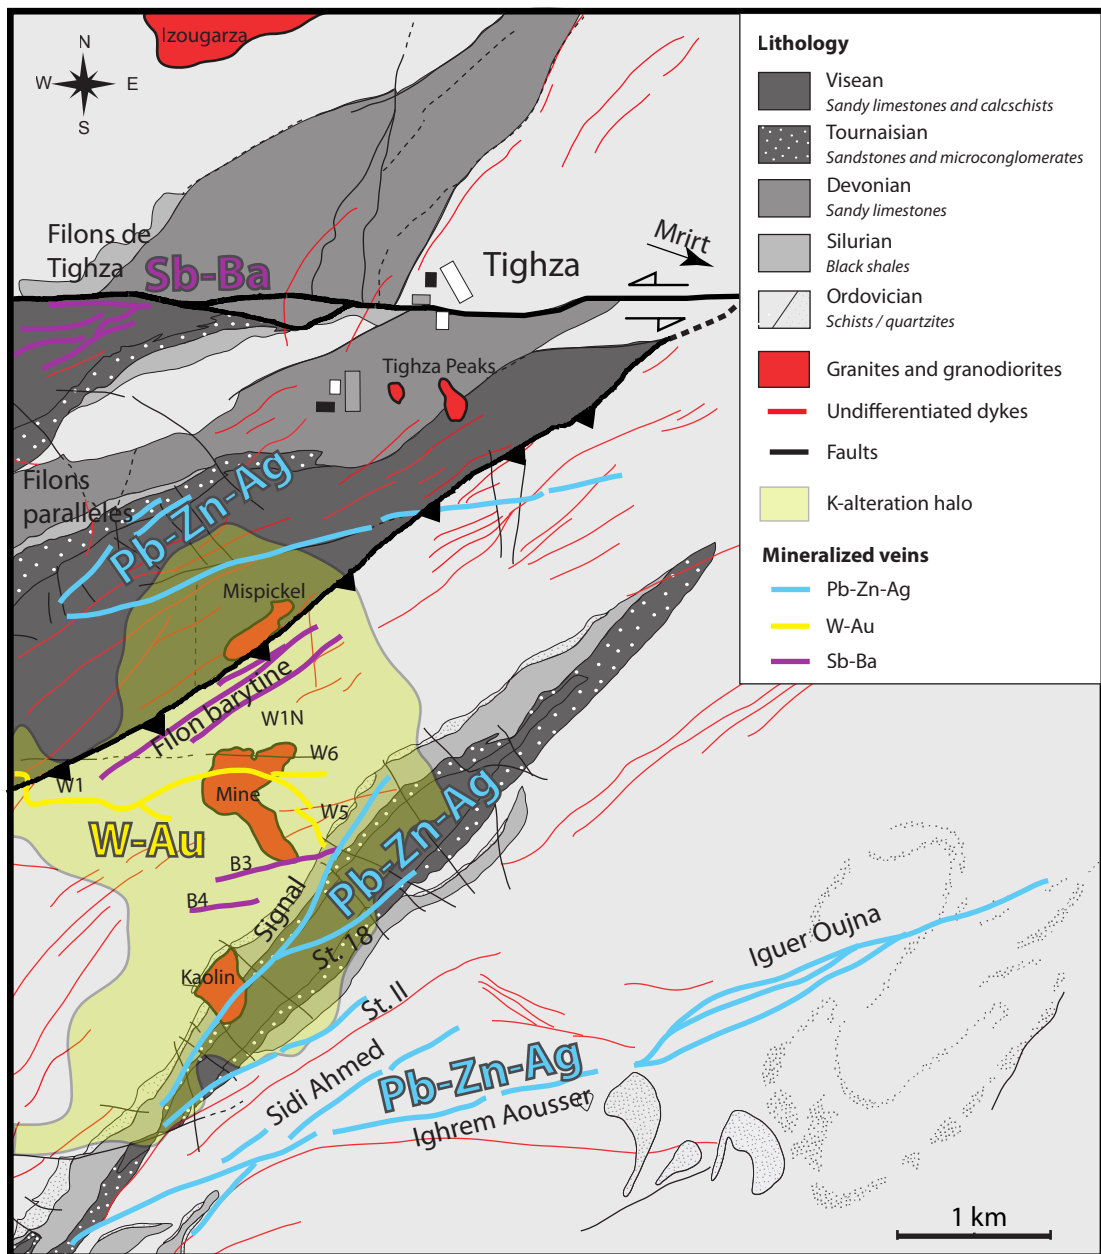 Izougarza
N
W
E
S
Filons de
Tighza
Sb-Ba
Tighza
Mrirt
Tighza Peaks
Filons
parallèles
Pb-Zn-Ag
Mispickel
Filon barytine
W1N
W6
W1
Mine
W5
W-Au
B3
B4
Pb-Zn-Ag
Signal
St. 18
Kaolin
St. II
Sidi Ahmed
Pb-Zn-Ag
Ighrem Aousser
Iguer Oujna
1 km
Lithology
Visean
Sandy limestones and calcschists
Tournaisian
Sandstones and microconglomerates
Devonian
Sandy limestones
Silurian
Black shales
Ordovician
Schists / quartzites
Granites and granodiorites
Undifferentiated dykes
Faults
K-alteration halo
Mineralized veins
Pb-Zn-Ag
W-Au
Sb-Ba